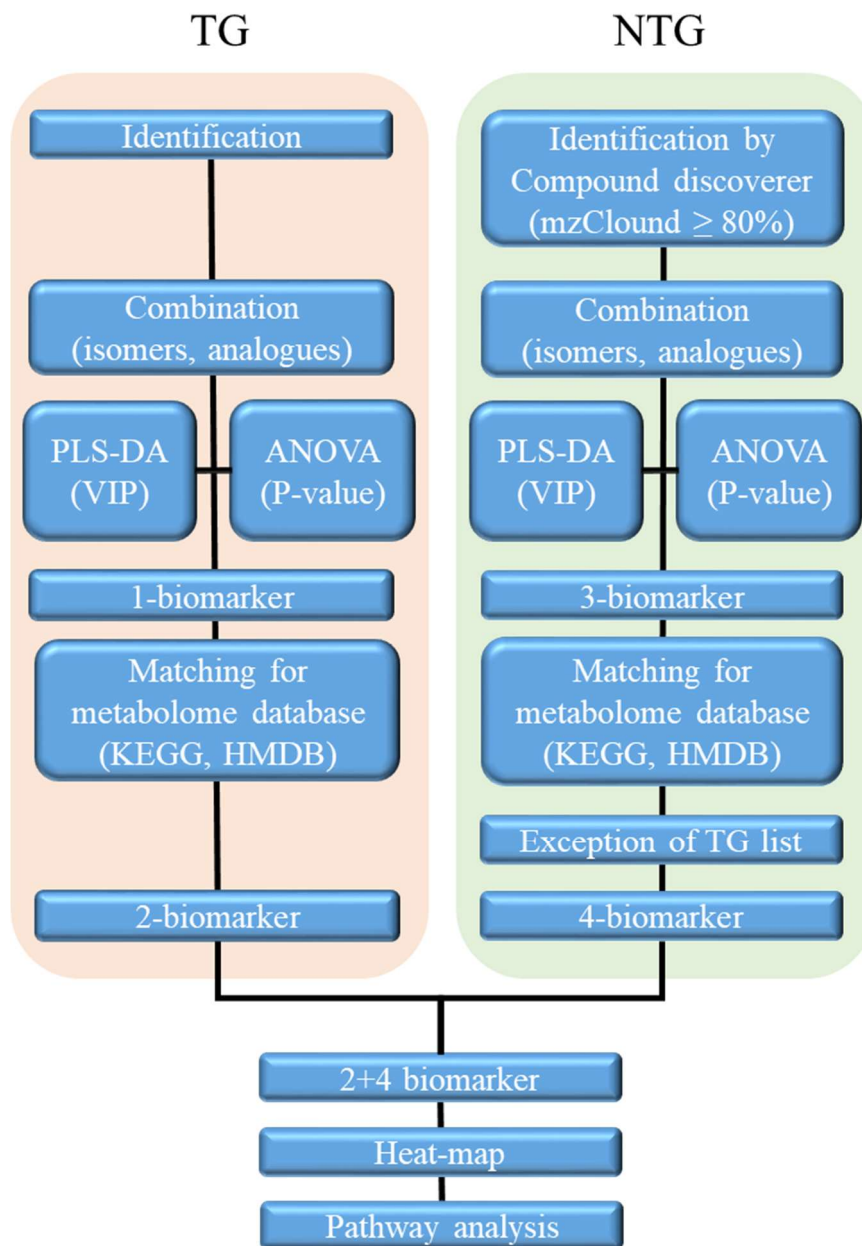 TG
Identification
Combination
(isomers, analogues)
PLS-DA
(VIP)
ANOVA
(P-value)
1-biomarker
Matching for
metabolome database
(KEGG, HMDB)
2-biomarker
NTG
Identification by
Compound discoverer
(mzClound ≥ 80%)
Combination
(isomers, analogues)
PLS-DA
(VIP)
ANOVA
(P-value)
3-biomarker
Matching for
metabolome database
(KEGG, HMDB)
Exception of TG list
4-biomarker
2+4 biomarker
Heat-map
Pathway analysis